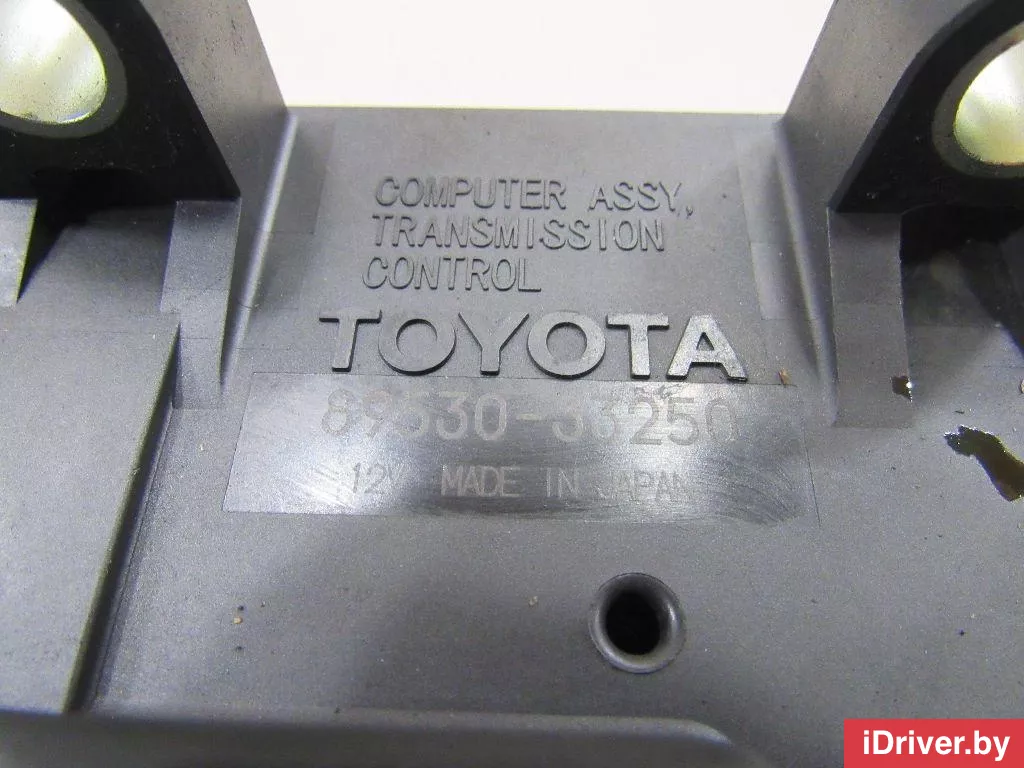 COMPUTER ASSY,
TRANSMISSION
CONTROL
TOYOTA
89530-33250
12V MADE IN JAPAN
iDriver.by